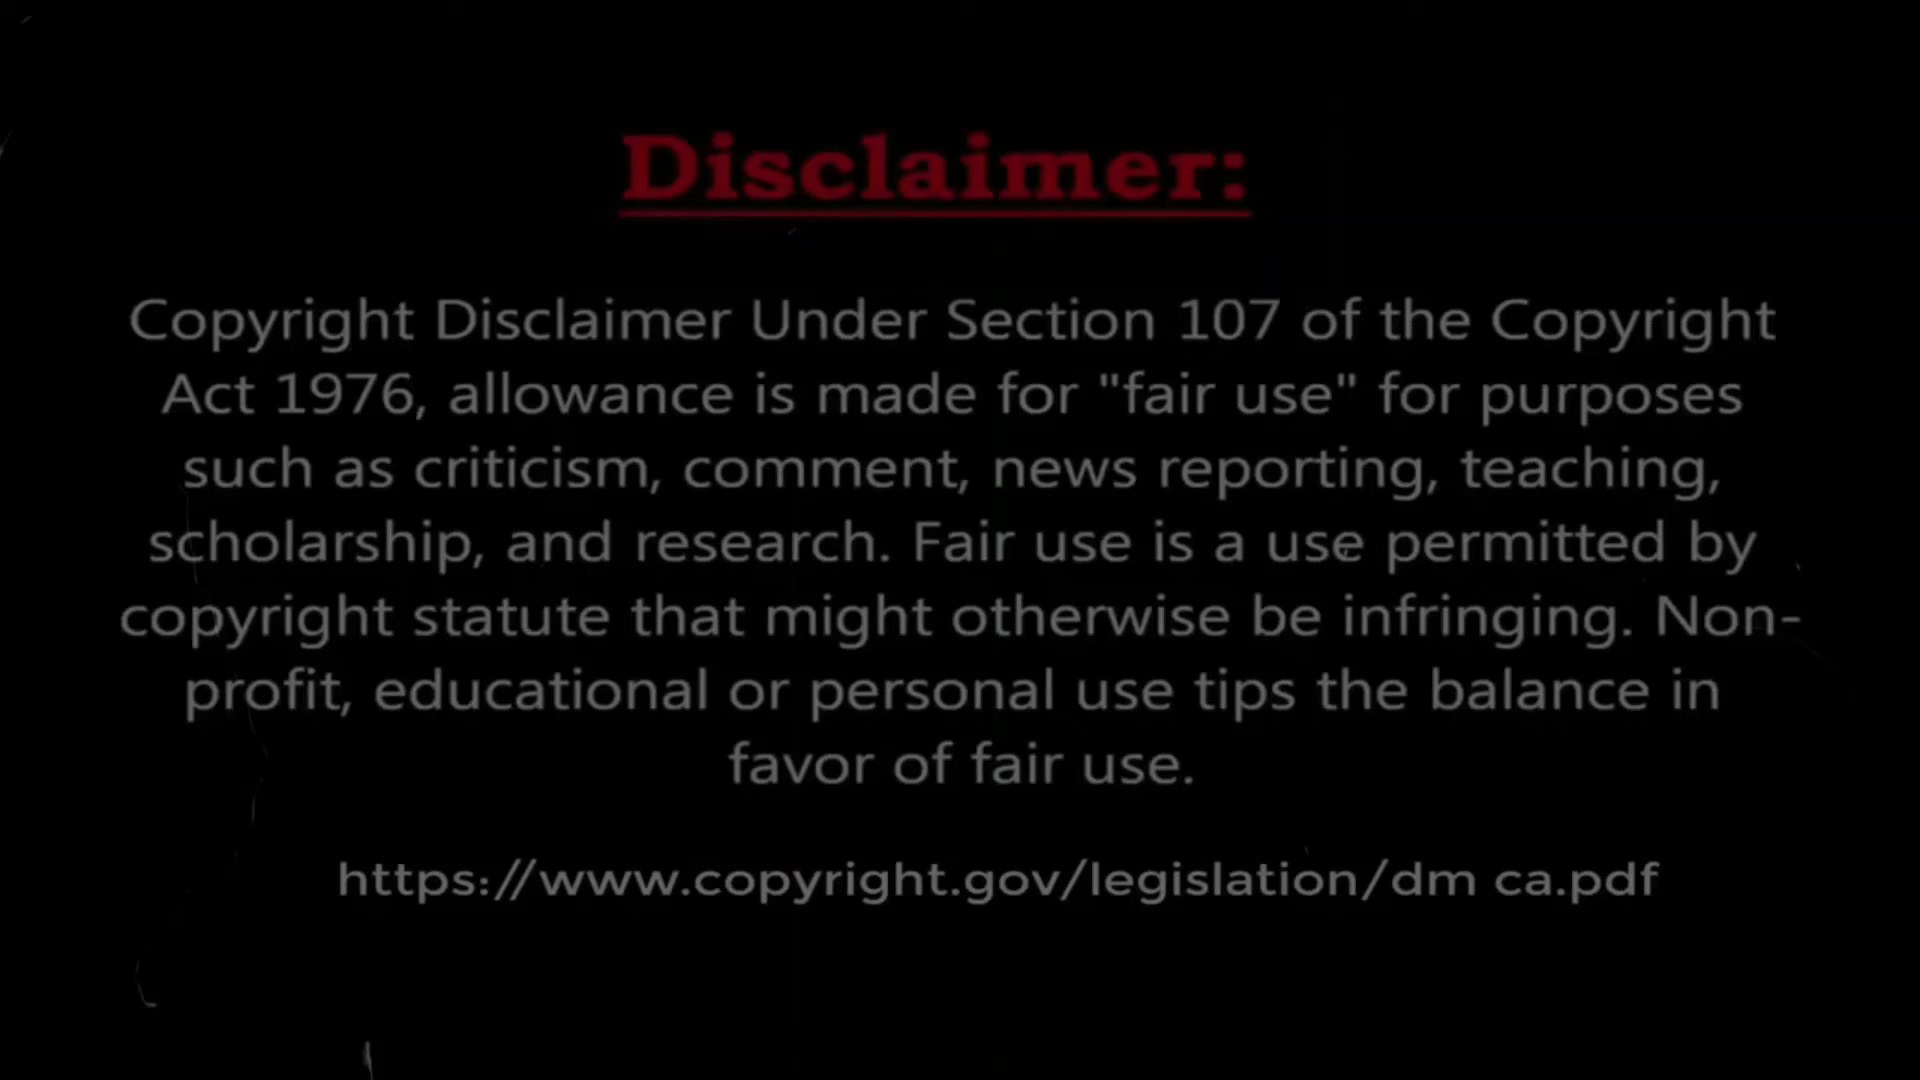 Disclaimer:
Copyright Disclaimer Under Section 107 of the Copyright
Act 1976, allowance is made for "fair use" for purposes
such as criticism, comment, news reporting, teaching,
scholarship, and research. Fair use is a use permitted by
copyright statute that might otherwise be infringing. Non-
profit, educational or personal use tips the balance in
favor of fair use.
https://www.copyright.gov/legislation/dm ca.pdf